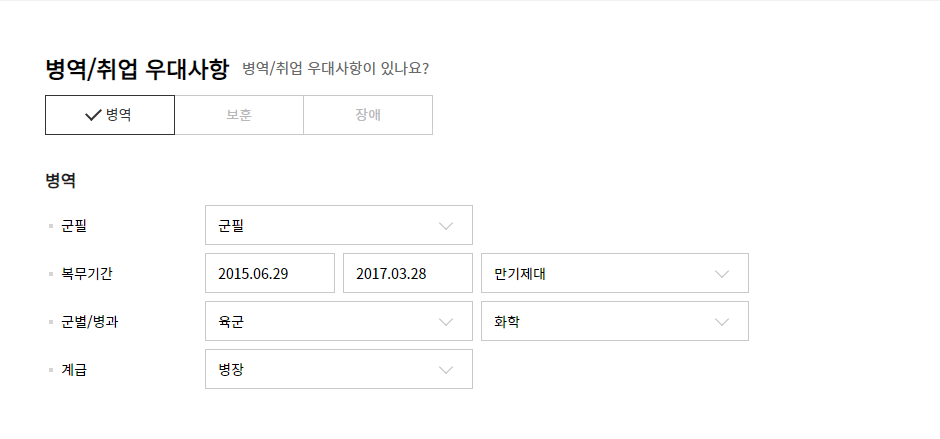 병역/취업 우대사항 병역/취업 우대사항이 있나요?
병역 보훈 장애
병역
군필 군필
복무기간 2015.06.29 2017.03.28 만기제대
군별/병과 육군 화학
계급 병장